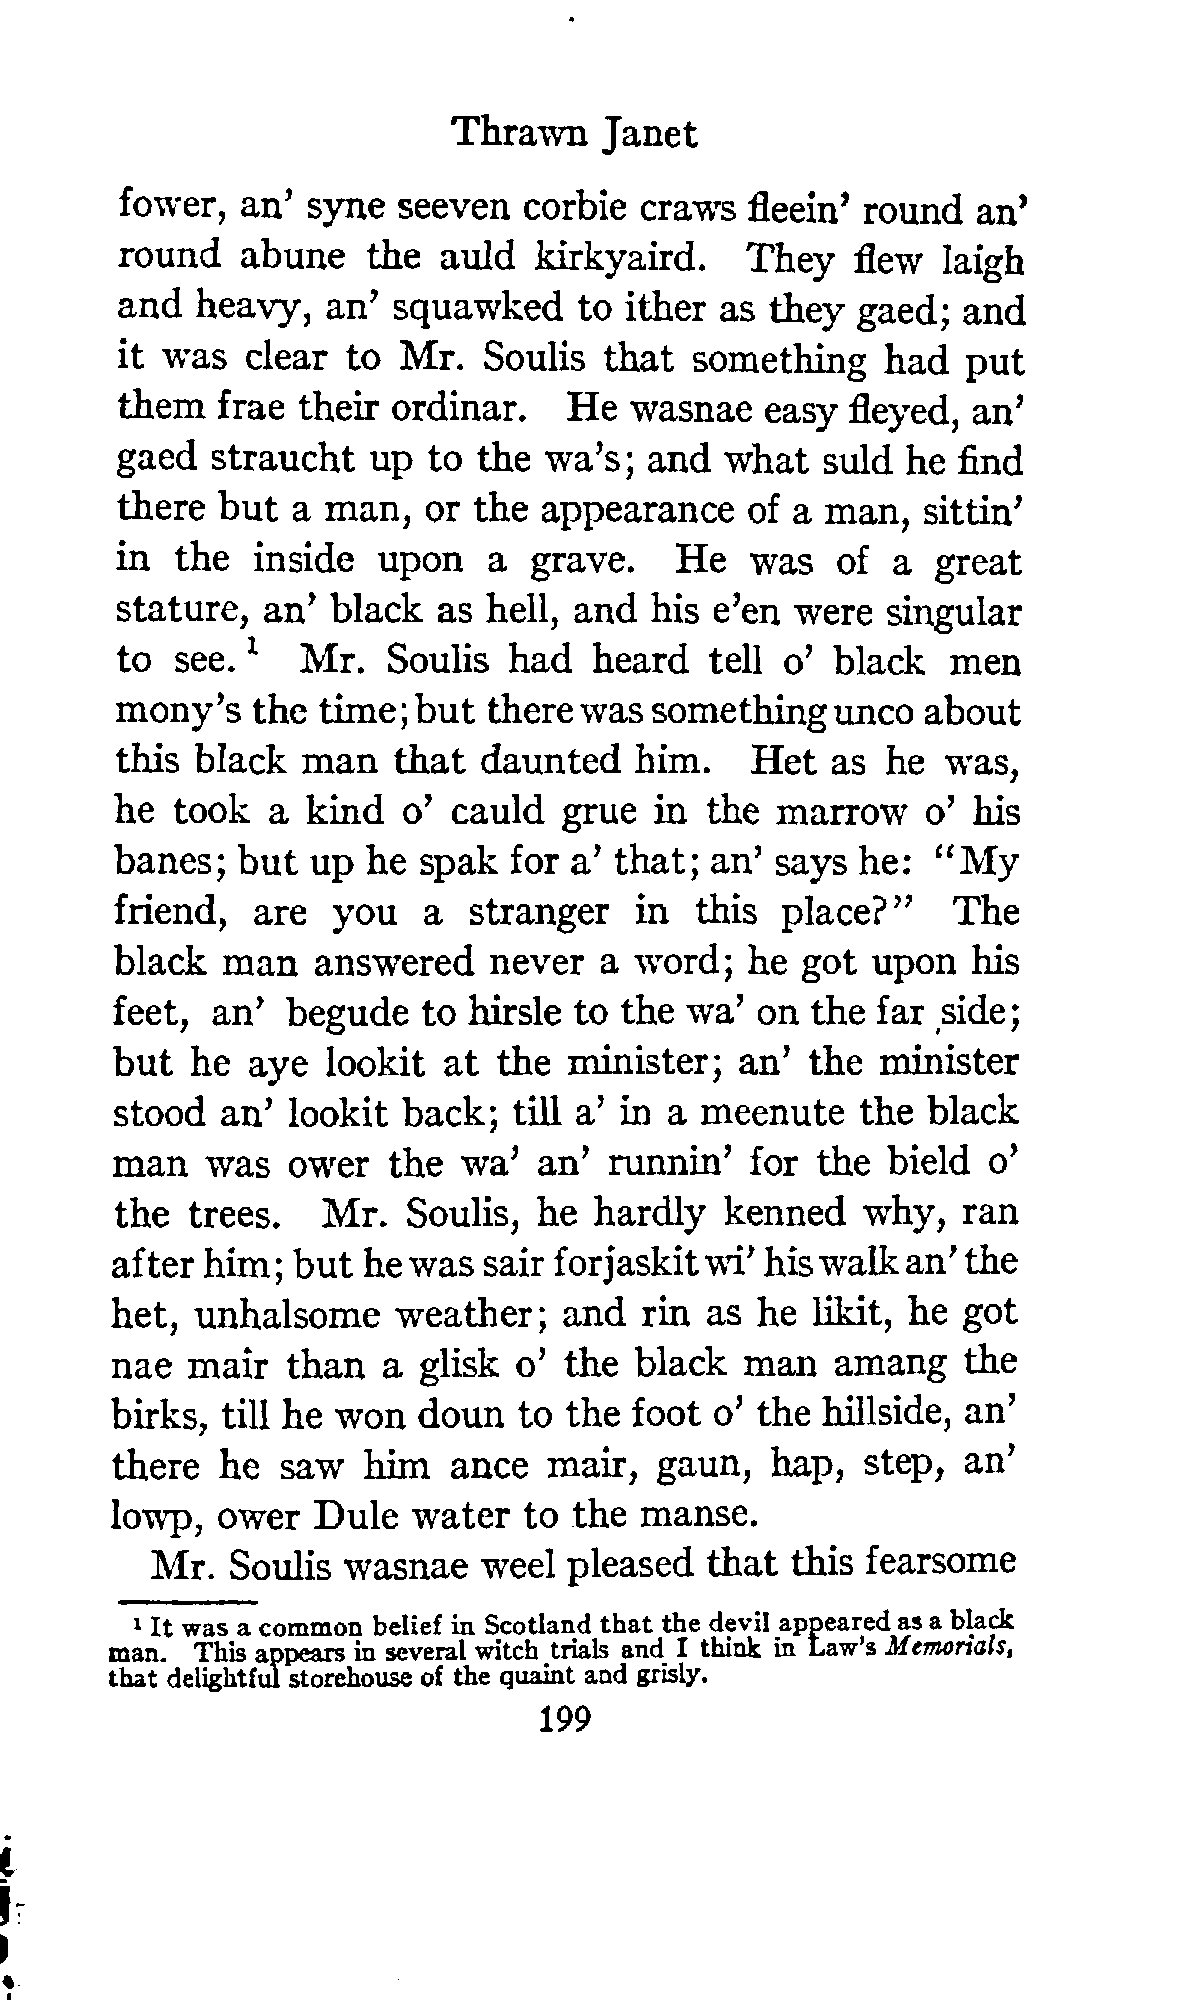 Thrawn Janet
fower, an' syne seeven corbie craws fleein' round an'
round abune the auld kirkyaird. They flew laigh
and heavy, an' squawked to ither as they gaed; and
it was clear to Mr. Soulis that something had put
them frae their ordinar. He wasnae easy fleyed, an'
gaed straucht up to the wa's; and what suld he find
there but a man, or the appearance of a man, sittin'
in the inside upon a grave. He was of a great
stature, an' black as hell, and his e'en were singular
to see.¹ Mr. Soulis had heard tell o' black men
mony's the time; but there was something unco about
this black man that daunted him. Het as he was,
he took a kind o' cauld grue in the marrow o' his
banes; but up he spak for a' that; an' says he: "My
friend, are you a stranger in this place?" The
black man answered never a word; he got upon his
feet, an' begude to hirsle to the wa' on the far side;
but he aye lookit at the minister; an' the minister
stood an' lookit back; till a' in a meenute the black
man was ower the wa' an' runnin' for the bield o'
the trees. Mr. Soulis, he hardly kenned why, ran
after him; but he was sair forjaskit wi' his walk an' the
het, unhalsome weather; and rin as he likit, he got
nae mair than a glisk o' the black man amang the
birks, till he won doun to the foot o' the hillside, an'
there he saw him ance mair, gaun, hap, step, an'
lowp, ower Dule water to the manse.
Mr. Soulis wasnae weel pleased that this fearsome
¹ It was a common belief in Scotland that the devil appeared as a black
man. This appears in several witch trials and I think in Law's Memorials,
that delightful storehouse of the quaint and grisly.
199